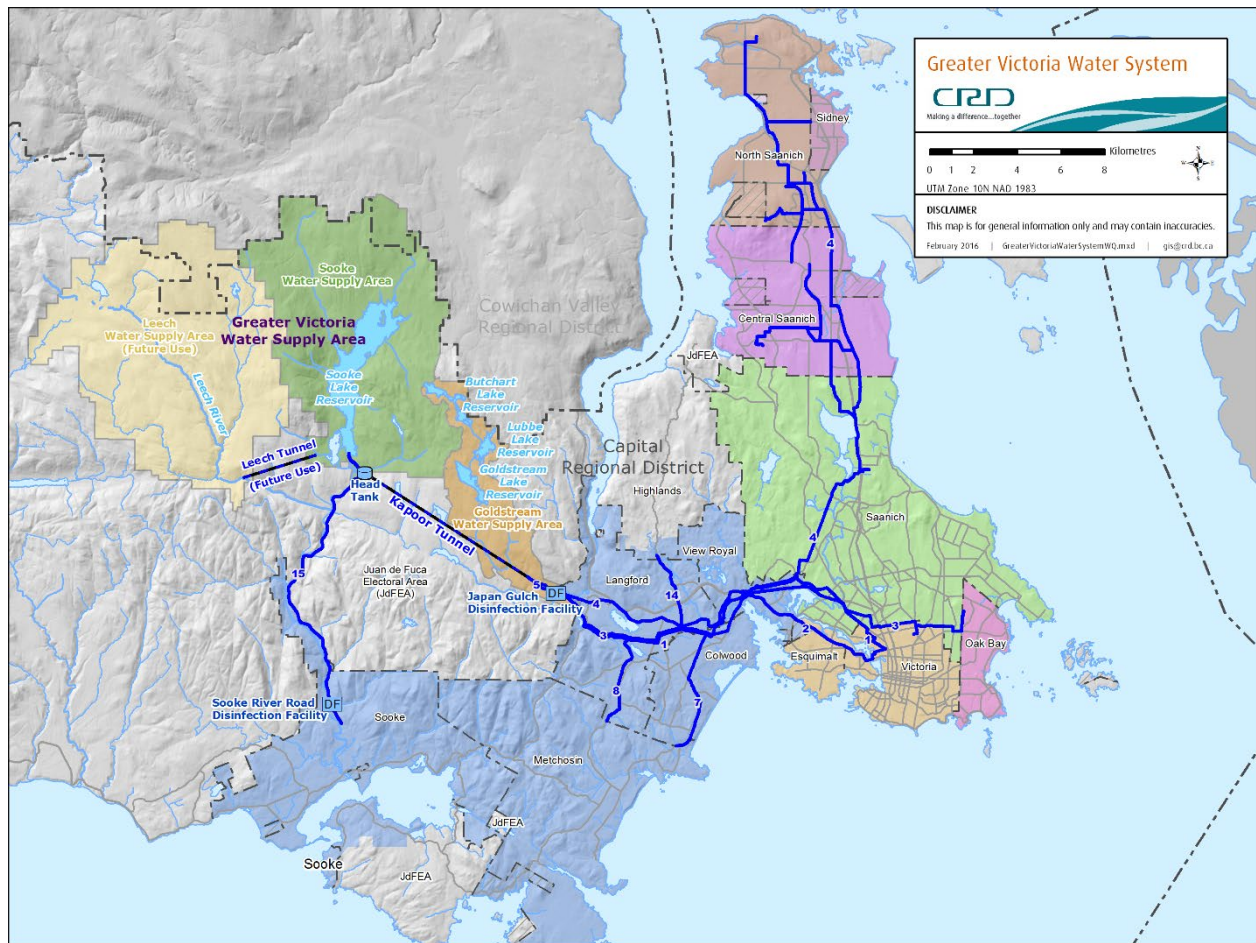 Greater Victoria Water System
CRD
Making a difference...together
Kilometres
0 1 2 4 6 8
UTM Zone 10N NAD 1983
DISCLAIMER
This map is for general information only and may contain inaccuracies.
February 2016 | GreaterVictoriaWaterSystemWQ.mxd | gis@crd.bc.ca
N
W
E
S
Sidney
North Saanich
4
Central Saanich
JdFEA
Cowichan Valley
Regional District
Sooke
Water Supply Area
Greater Victoria
Water Supply Area
Leech
Water Supply Area
(Future Use)
Leech River
Sooke
Lake
Reservoir
Butchart
Lake
Reservoir
Lubbe
Lake
Reservoir
Goldstream
Lake
Reservoir
Goldstream
Water Supply Area
Leech Tunnel
(Future Use)
Head
Tank
Kapoor Tunnel
Capital
Regional District
Highlands
Saanich
4
View Royal
Langford
14
15
Juan de Fuca
Electoral Area
(JdFEA)
5
DF
Japan Gulch
Disinfection Facility
4
3
1
2
1
3
Oak Bay
Colwood
Esquimalt
Victoria
8
7
Sooke River Road
Disinfection Facility
DF
Sooke
Metchosin
JdFEA
Sooke
JdFEA